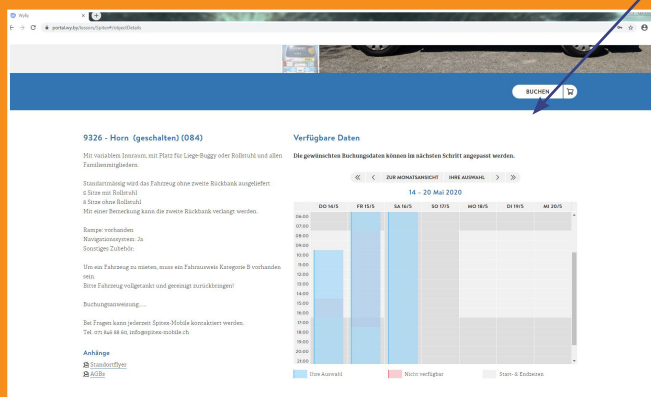 WyBy
portal.wyby.by/lessors/Spitex#/objectDetails
BUCHEN
9326 - Horn (geschalten) (084)
Mit variablem Innraum, mit Platz für Liege-Buggy oder Rollstuhl und allen
Familienmitgliedern.
Standartmässig wird das Fahrzeug ohne zweite Rückbank ausgeliefert
5 Sitze mit Rollstuhl
8 Sitze ohne Rollstuhl
Mit einer Bemerkung kann die zweite Rückbank verlangt werden.
Rampe: vorhanden
Navigationssystem: Ja
Sonstiges Zubehör:
Um ein Fahrzeug zu mieten, muss ein Fahrausweis Kategorie B vorhanden
sein.
Bitte Fahrzeug vollgetankt und gereinigt zurückbringen!
Buchungsanweisung.....
Bei Fragen kann jederzeit Spitex-Mobile kontaktiert werden.
Tel. 071 846 88 60, info@spitex-mobile.ch
Anhänge
Standortflyer
AGBs
Verfügbare Daten
Die gewünschten Buchungsdaten können im nächsten Schritt angepasst werden.
ZUR MONATSANSICHT IHRE AUSWAHL
14 – 20 Mai 2020
DO 14/5 FR 15/5 SA 16/5 SO 17/5 MO 18/5 DI 19/5 MI 20/5
06:00
07:00
08:00
09:00
10:00
11:00
12:00
13:00
14:00
15:00
16:00
17:00
18:00
19:00
20:00
21:00
Ihre Auswahl Nicht verfügbar Start- & Endzeiten